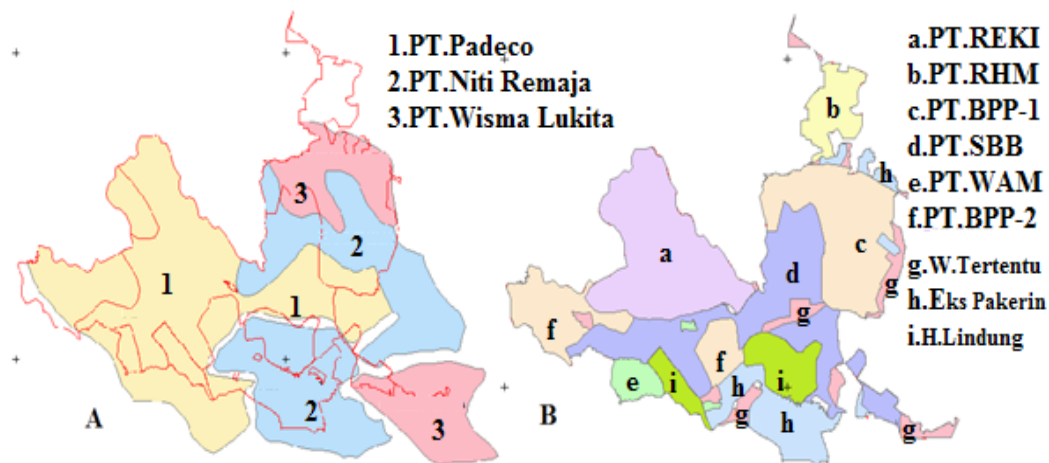 1.PT.Padeco
2.PT.Niti Remaja
3.PT.Wisma Lukita
1
3
2
1
2
3
A
a.PT.REKI
b.PT.RHM
c.PT.BPP-1
d.PT.SBB
e.PT.WAM
f.PT.BPP-2
g.W.Tertentu
h.Eks Pakerin
i.H.Lindung
b
h
a
c
d
g
g
f
f
e
i
h
i
g
h
g
B